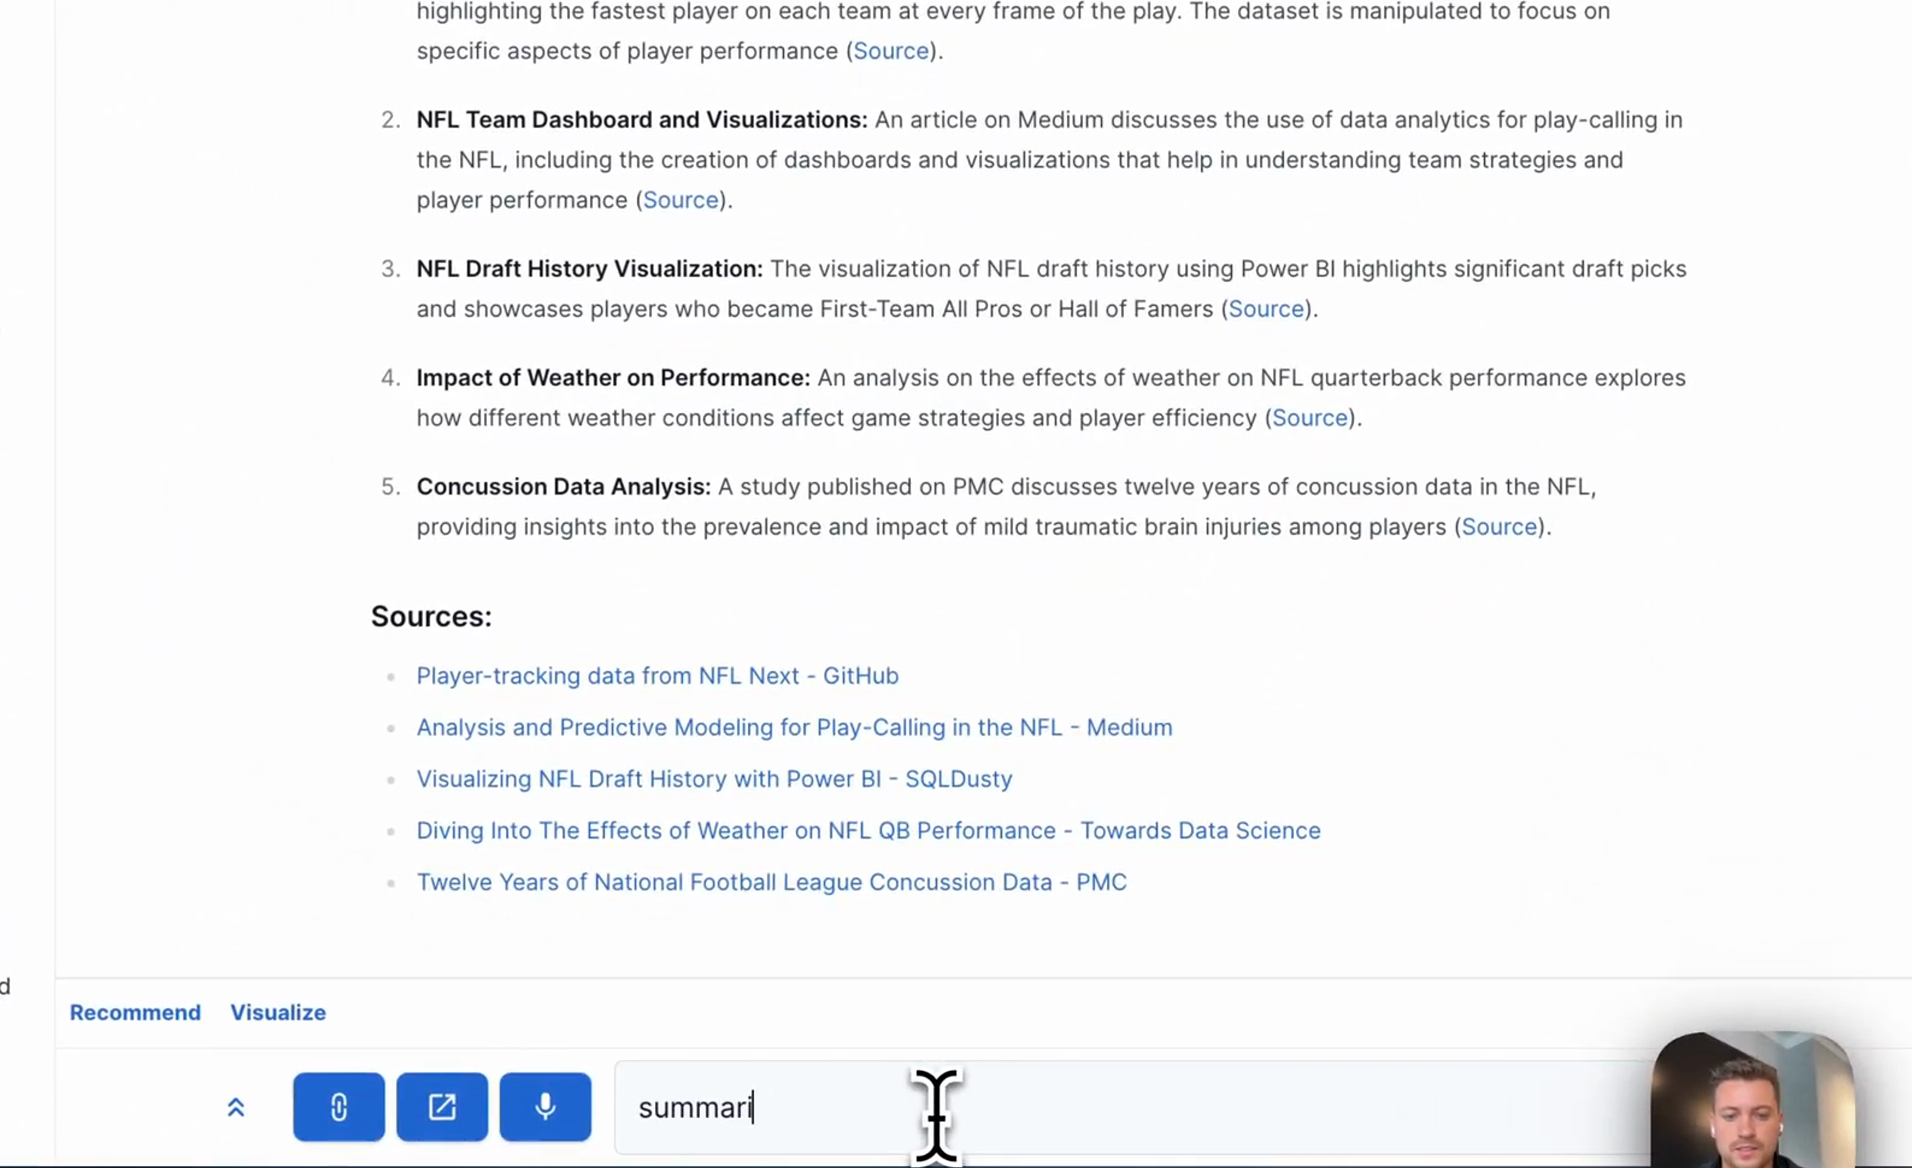 highlighting the fastest player on each team at every frame of the play. The dataset is manipulated to focus on
specific aspects of player performance (Source).
2. NFL Team Dashboard and Visualizations: An article on Medium discusses the use of data analytics for play-calling in
the NFL, including the creation of dashboards and visualizations that help in understanding team strategies and
player performance (Source).
3. NFL Draft History Visualization: The visualization of NFL draft history using Power BI highlights significant draft picks
and showcases players who became First-Team All Pros or Hall of Famers (Source).
4. Impact of Weather on Performance: An analysis on the effects of weather on NFL quarterback performance explores
how different weather conditions affect game strategies and player efficiency (Source).
5. Concussion Data Analysis: A study published on PMC discusses twelve years of concussion data in the NFL,
providing insights into the prevalence and impact of mild traumatic brain injuries among players (Source).
Sources:
Player-tracking data from NFL Next - GitHub
Analysis and Predictive Modeling for Play-Calling in the NFL - Medium
Visualizing NFL Draft History with Power BI - SQLDusty
Diving Into The Effects of Weather on NFL QB Performance - Towards Data Science
Twelve Years of National Football League Concussion Data - PMC
d
Recommend Visualize
summari